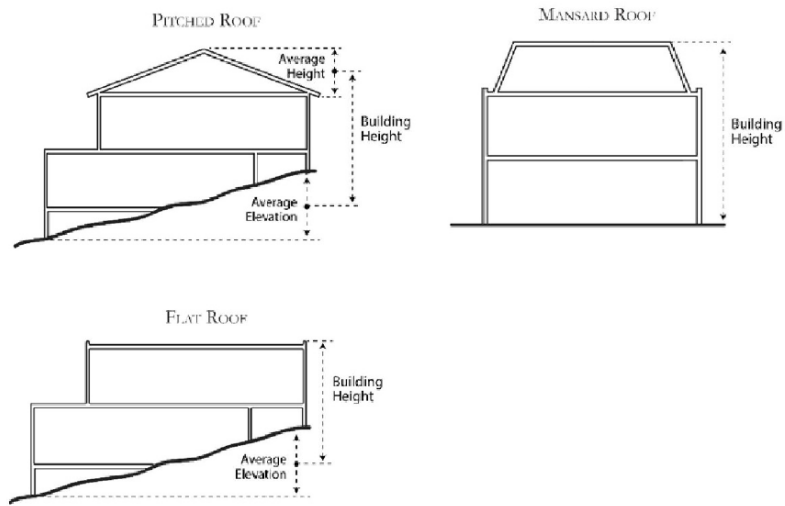 PITCHED ROOF
Average
Height
Building
Height
Average
Elevation
MANSARD ROOF
Building
Height
FLAT ROOF
Building
Height
Average
Elevation